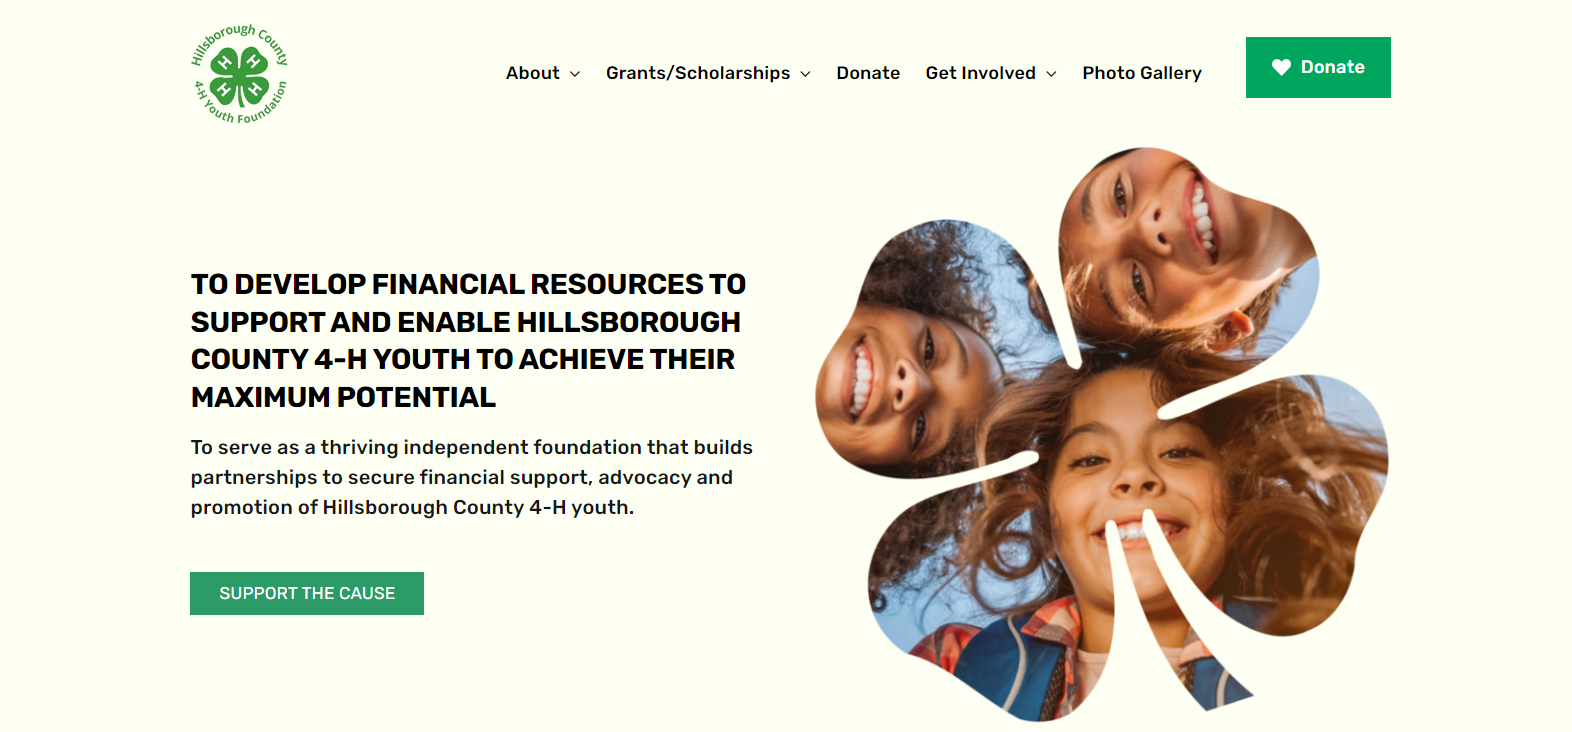 Hillsborough County
H H
H H
4-H Youth Foundation
About
Grants/Scholarships
Donate
Get Involved
Photo Gallery
Donate
TO DEVELOP FINANCIAL RESOURCES TO
SUPPORT AND ENABLE HILLSBOROUGH
COUNTY 4-H YOUTH TO ACHIEVE THEIR
MAXIMUM POTENTIAL
To serve as a thriving independent foundation that builds
partnerships to secure financial support, advocacy and
promotion of Hillsborough County 4-H youth.
SUPPORT THE CAUSE